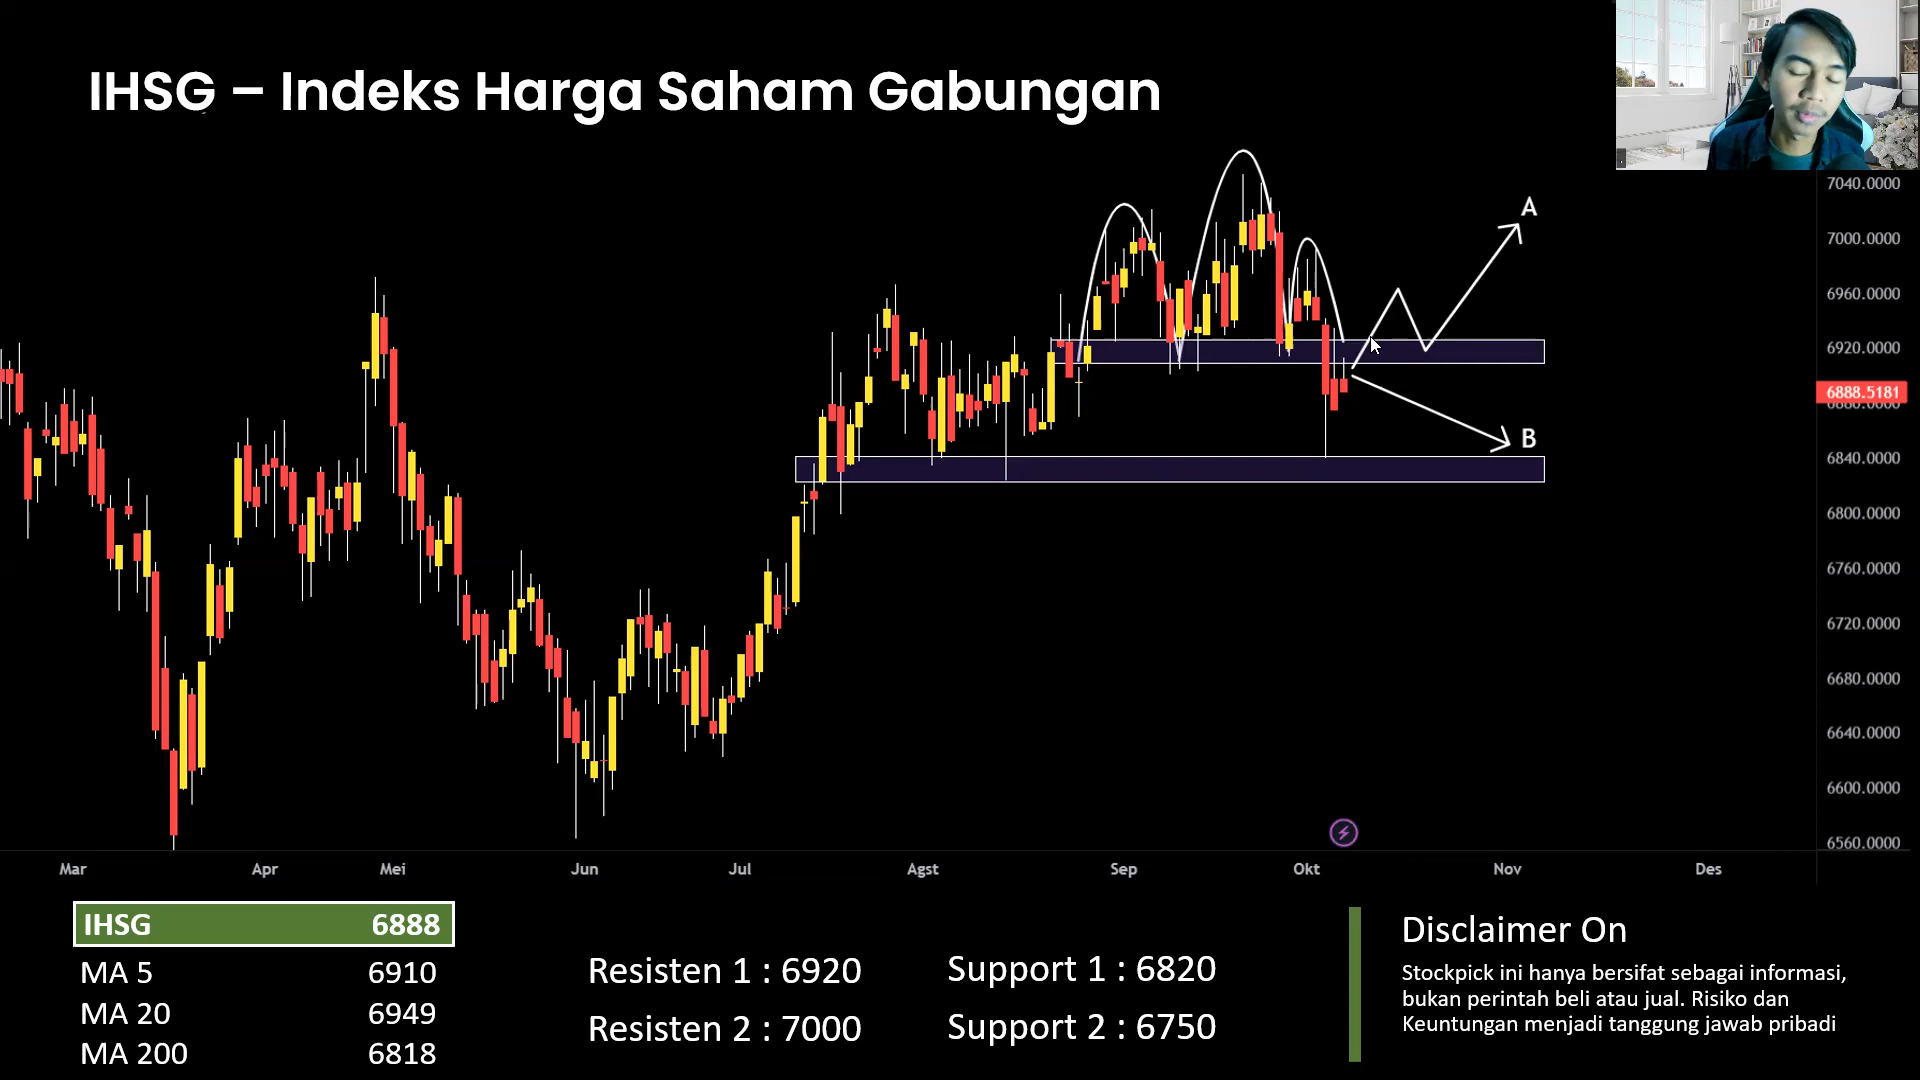 IHSG – Indeks Harga Saham Gabungan
7040.0000
A
7000.0000
6960.0000
6920.0000
6888.5181
6880.0000
B
6840.0000
6800.0000
6760.0000
6720.0000
6680.0000
6640.0000
6600.0000
6560.0000
Mar Apr Mei Jun Jul Agst Sep Okt Nov Des
IHSG 6888
MA 5 6910
MA 20 6949
MA 200 6818
Resisten 1 : 6920
Resisten 2 : 7000
Support 1 : 6820
Support 2 : 6750
Disclaimer On
Stockpick ini hanya bersifat sebagai informasi,
bukan perintah beli atau jual. Risiko dan
Keuntungan menjadi tanggung jawab pribadi